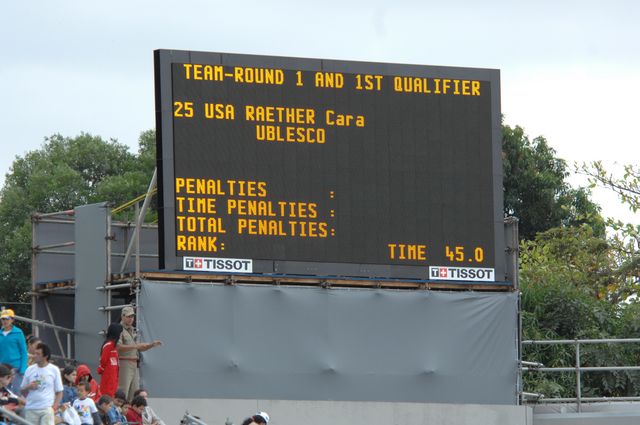 TEAM-ROUND 1 AND 1ST QUALIFIER
25 USA RAETHER Cara
UBLESCO
PENALTIES :
TIME PENALTIES :
TOTAL PENALTIES:
RANK: TIME 45.0
T+ TISSOT T+ TISSOT